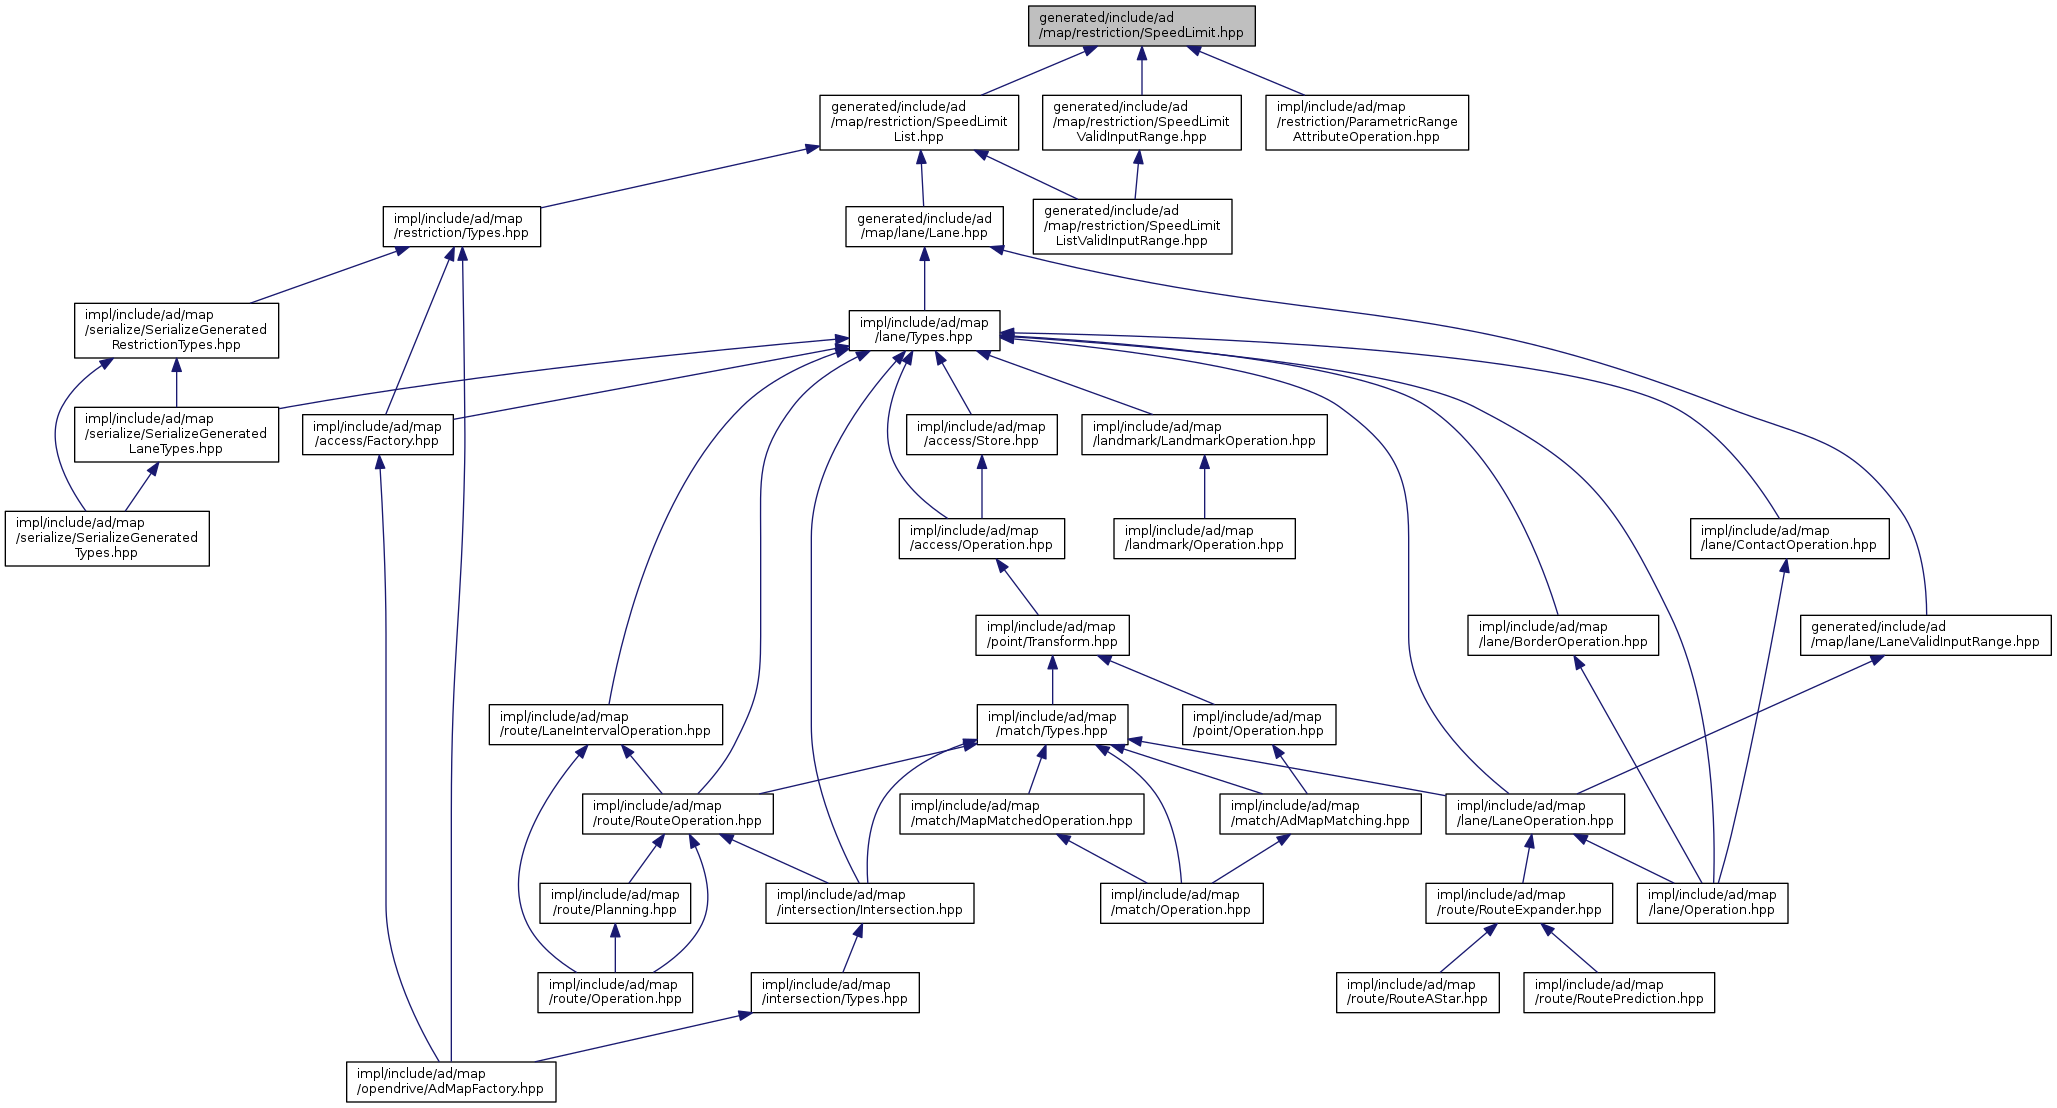 generated/include/ad
/map/restriction/SpeedLimit.hpp
generated/include/ad
/map/restriction/SpeedLimit
List.hpp
generated/include/ad
/map/restriction/SpeedLimit
ValidInputRange.hpp
impl/include/ad/map
/restriction/ParametricRange
AttributeOperation.hpp
impl/include/ad/map
/restriction/Types.hpp
generated/include/ad
/map/lane/Lane.hpp
generated/include/ad
/map/restriction/SpeedLimit
ListValidInputRange.hpp
impl/include/ad/map
/serialize/SerializeGenerated
RestrictionTypes.hpp
impl/include/ad/map
/lane/Types.hpp
impl/include/ad/map
/serialize/SerializeGenerated
LaneTypes.hpp
impl/include/ad/map
/access/Factory.hpp
impl/include/ad/map
/access/Store.hpp
impl/include/ad/map
/landmark/LandmarkOperation.hpp
impl/include/ad/map
/serialize/SerializeGenerated
Types.hpp
impl/include/ad/map
/access/Operation.hpp
impl/include/ad/map
/landmark/Operation.hpp
impl/include/ad/map
/lane/ContactOperation.hpp
impl/include/ad/map
/point/Transform.hpp
impl/include/ad/map
/lane/BorderOperation.hpp
generated/include/ad
/map/lane/LaneValidInputRange.hpp
impl/include/ad/map
/route/LaneIntervalOperation.hpp
impl/include/ad/map
/match/Types.hpp
impl/include/ad/map
/point/Operation.hpp
impl/include/ad/map
/route/RouteOperation.hpp
impl/include/ad/map
/match/MapMatchedOperation.hpp
impl/include/ad/map
/match/AdMapMatching.hpp
impl/include/ad/map
/lane/LaneOperation.hpp
impl/include/ad/map
/route/Planning.hpp
impl/include/ad/map
/intersection/Intersection.hpp
impl/include/ad/map
/match/Operation.hpp
impl/include/ad/map
/route/RouteExpander.hpp
impl/include/ad/map
/lane/Operation.hpp
impl/include/ad/map
/route/Operation.hpp
impl/include/ad/map
/intersection/Types.hpp
impl/include/ad/map
/route/RouteAStar.hpp
impl/include/ad/map
/route/RoutePrediction.hpp
impl/include/ad/map
/opendrive/AdMapFactory.hpp